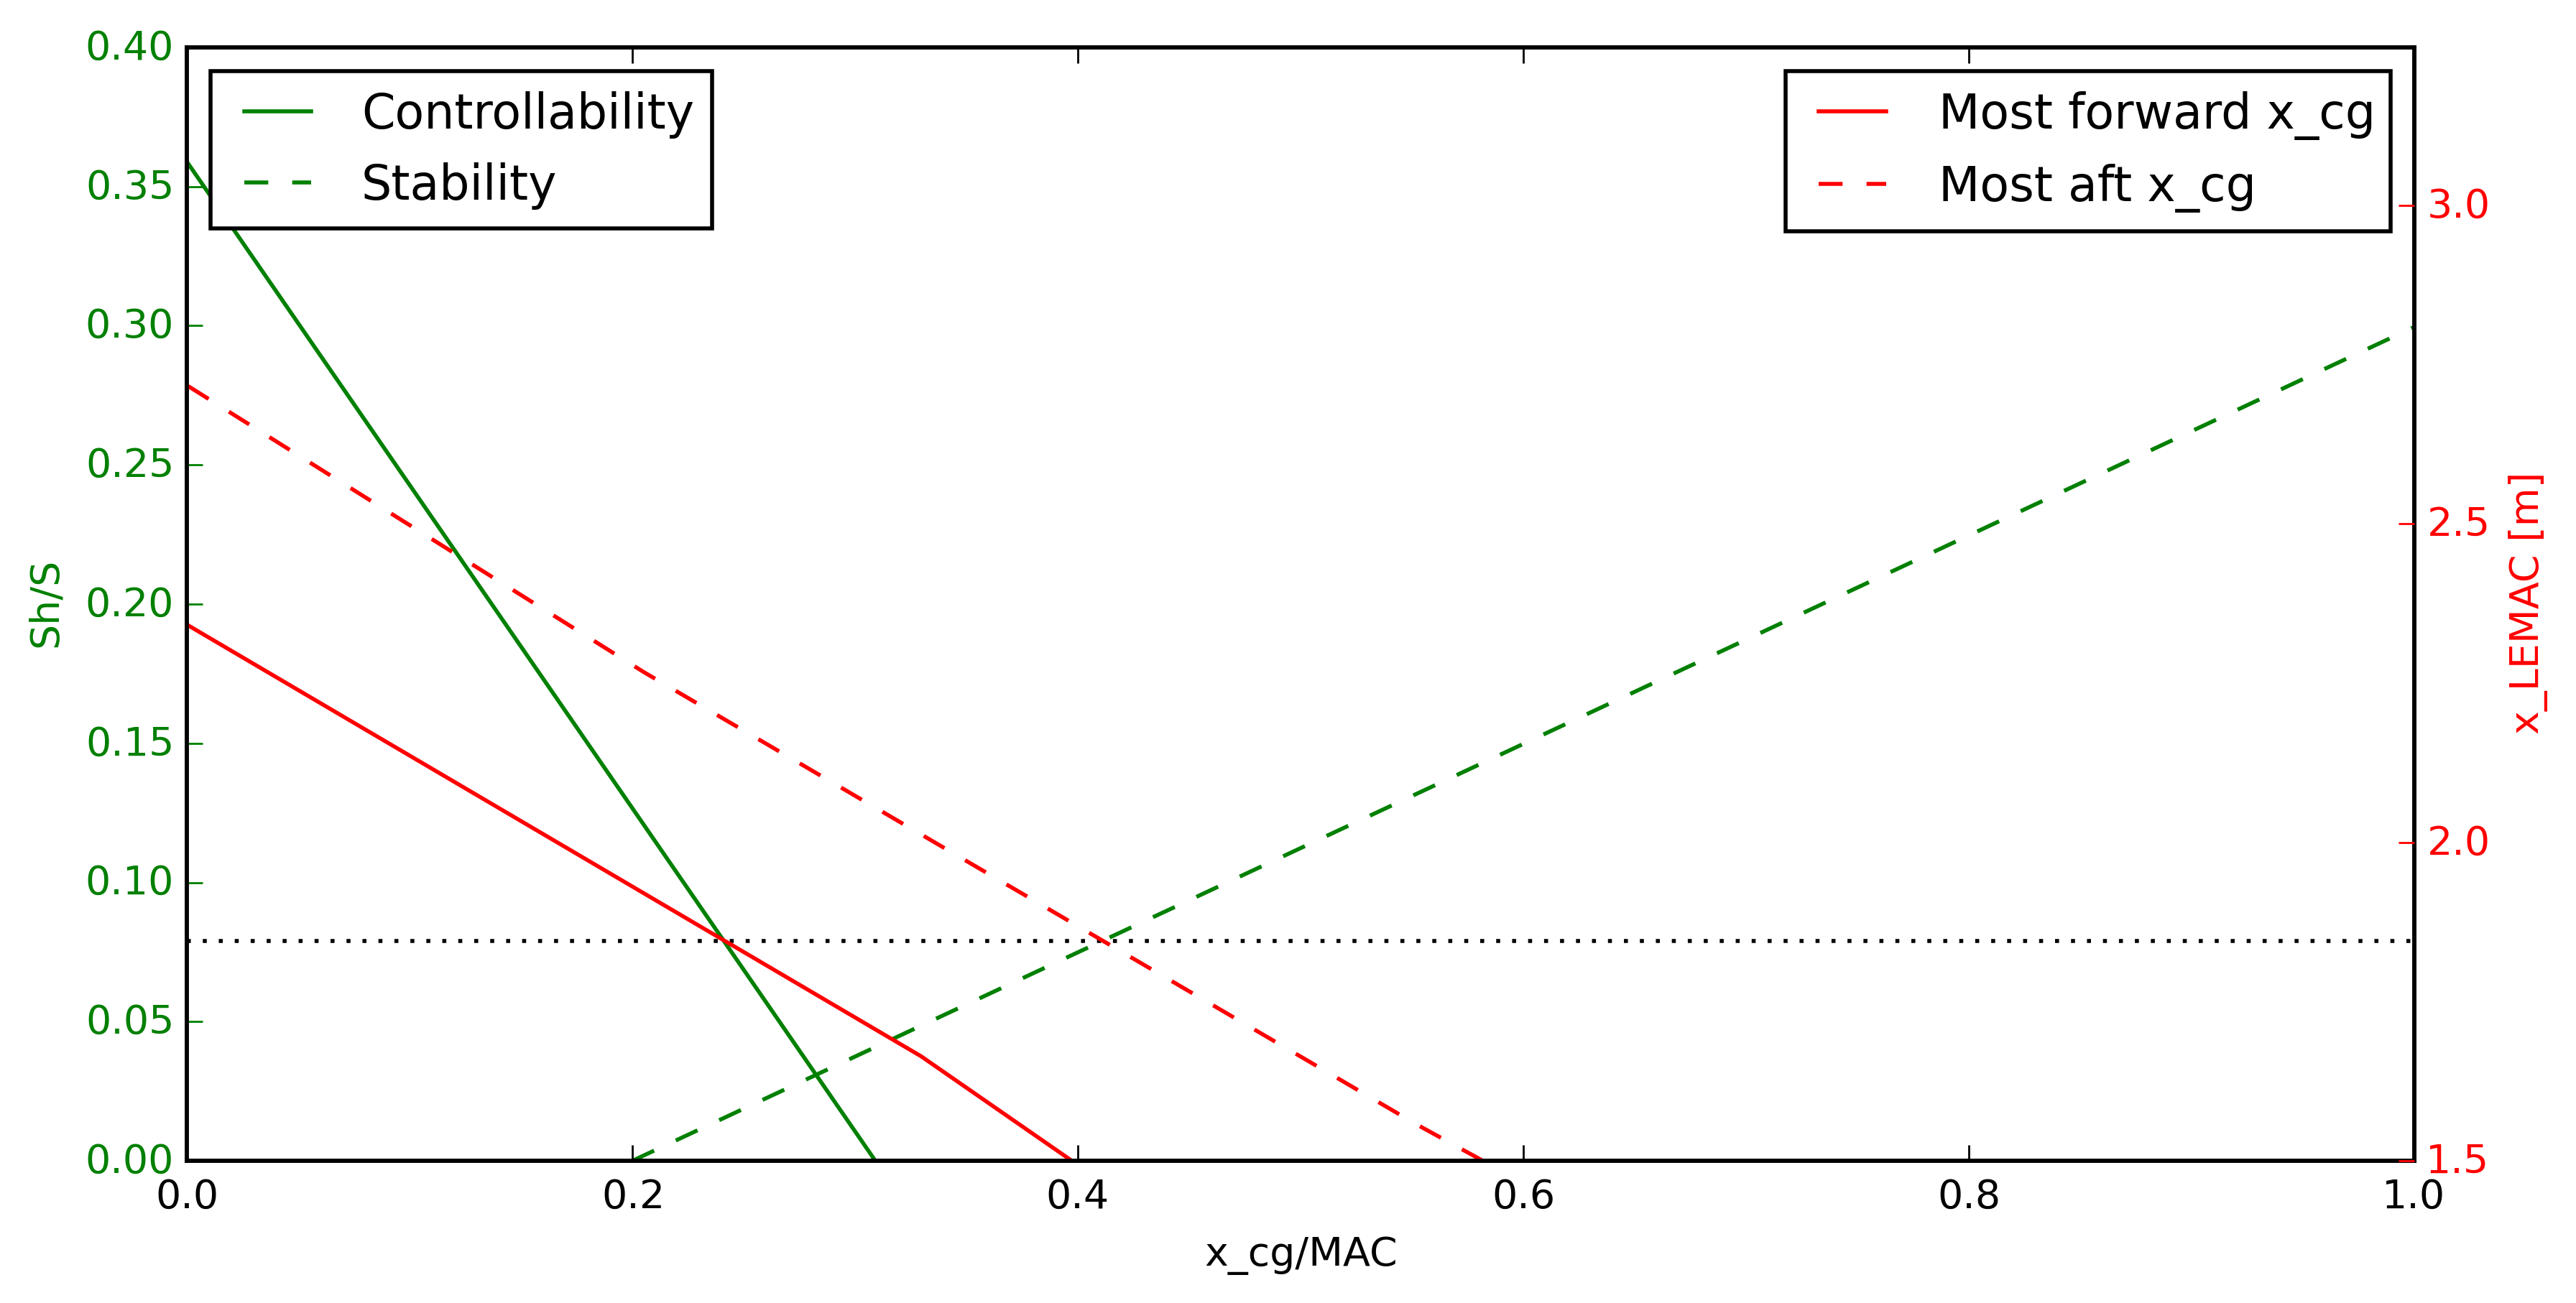 0.40
0.35
0.30
0.25
0.20
0.15
0.10
0.05
0.00
Sh/S
Controllability
Stability
Most forward x_cg
Most aft x_cg
3.0
2.5
2.0
1.5
x_LEMAC [m]
0.0 0.2 0.4 0.6 0.8 1.0
x_cg/MAC